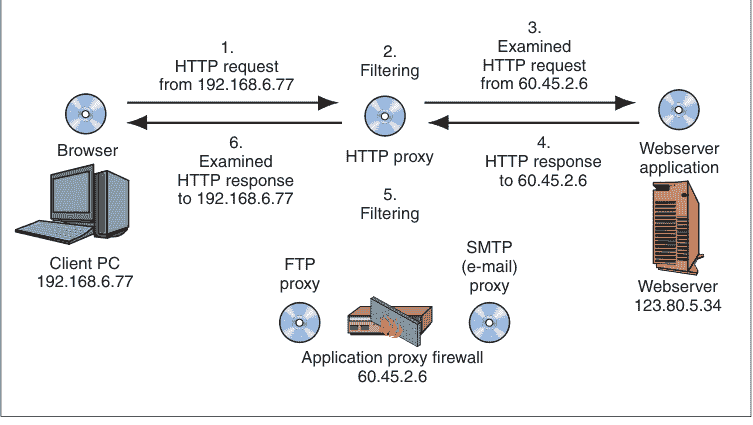 1.
HTTP request
from 192.168.6.77
2.
Filtering
3.
Examined
HTTP request
from 60.45.2.6
Browser
6.
Examined
HTTP response
to 192.168.6.77
HTTP proxy
4.
HTTP response
to 60.45.2.6
Webserver
application
5.
Filtering
Client PC
192.168.6.77
FTP
proxy
SMTP
(e-mail)
proxy
Webserver
123.80.5.34
Application proxy firewall
60.45.2.6